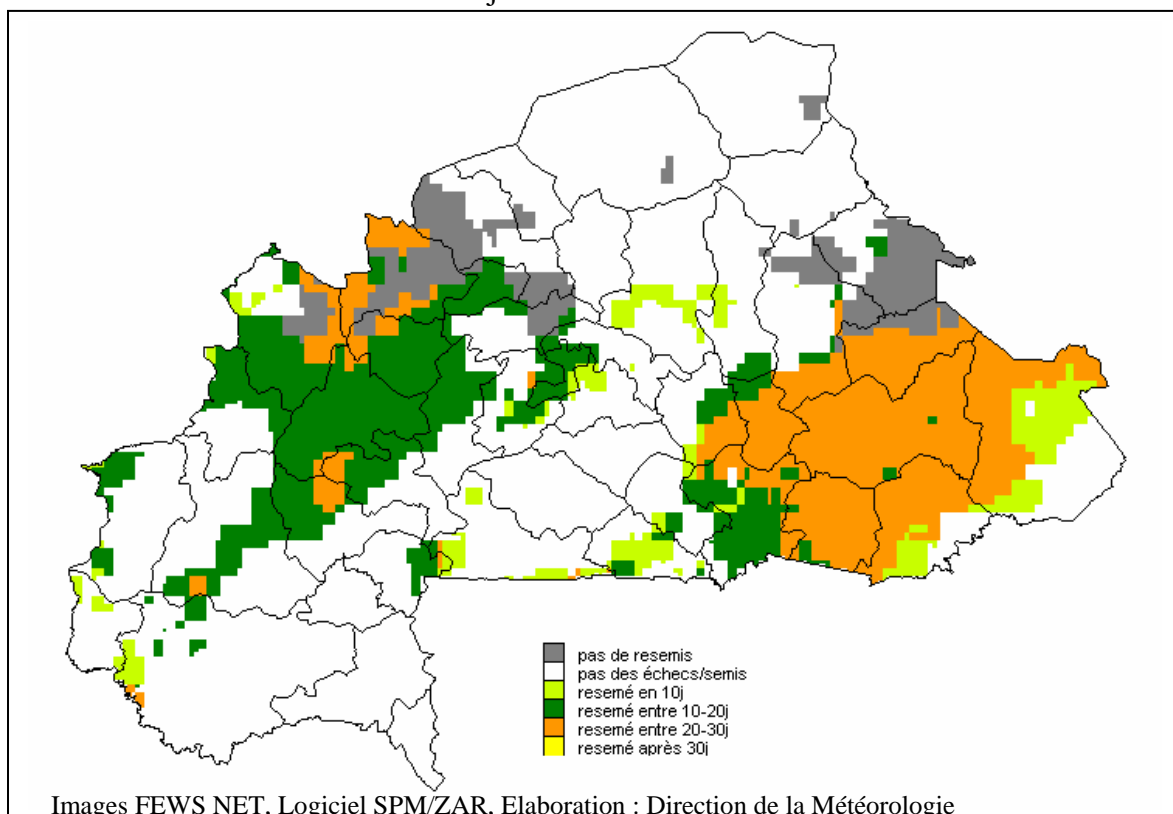 pas de resemis
pas des échecs/semis
resemé en 10j
resemé entre 10-20j
resemé entre 20-30j
resemé après 30j
Images FEWS NET, Logiciel SPM/ZAR, Elaboration : Direction de la Météorologie